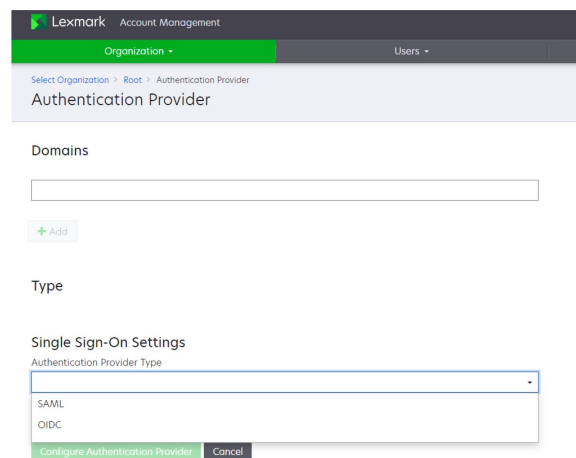 Lexmark Account Management
Organization Users
Select Organization > Root > Authentication Provider
Authentication Provider
Domains
+ Add
Type
Single Sign-On Settings
Authentication Provider Type
SAML
OIDC
Configure Authentication Provider Cancel